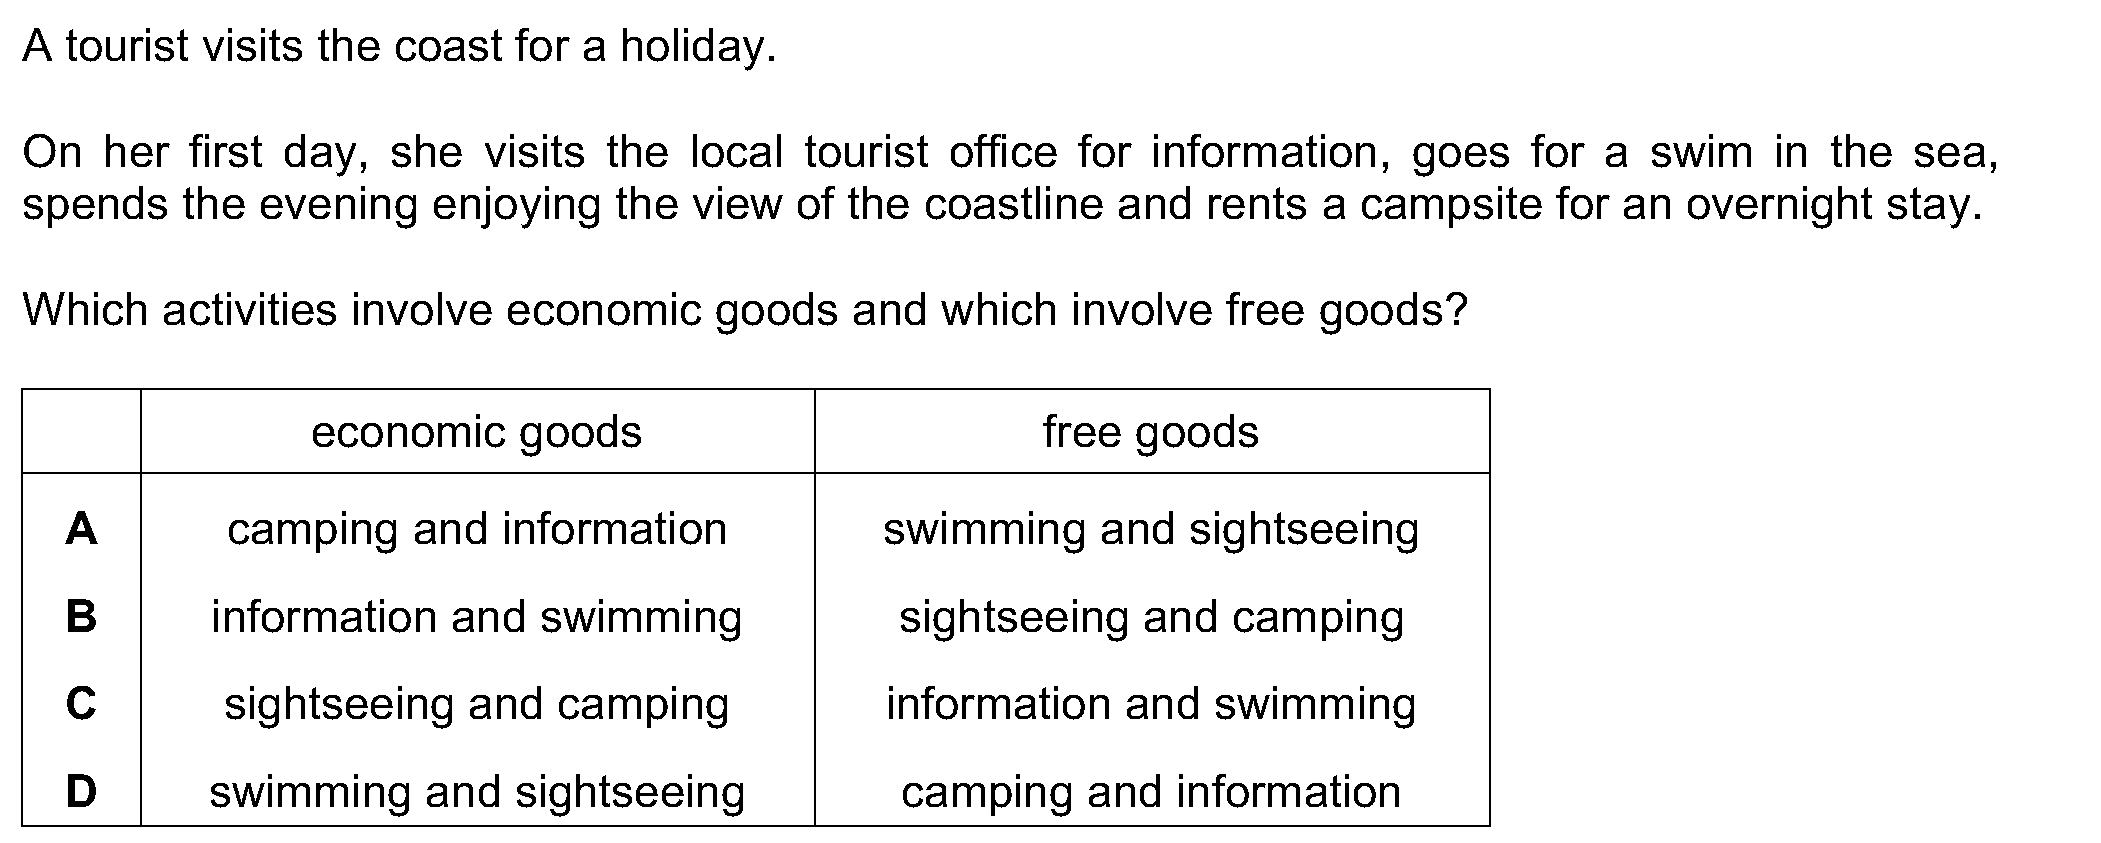 A tourist visits the coast for a holiday.
On her first day, she visits the local tourist office for information, goes for a swim in the sea,
spends the evening enjoying the view of the coastline and rents a campsite for an overnight stay.
Which activities involve economic goods and which involve free goods?
economic goods free goods
A camping and information swimming and sightseeing
B information and swimming sightseeing and camping
C sightseeing and camping information and swimming
D swimming and sightseeing camping and information